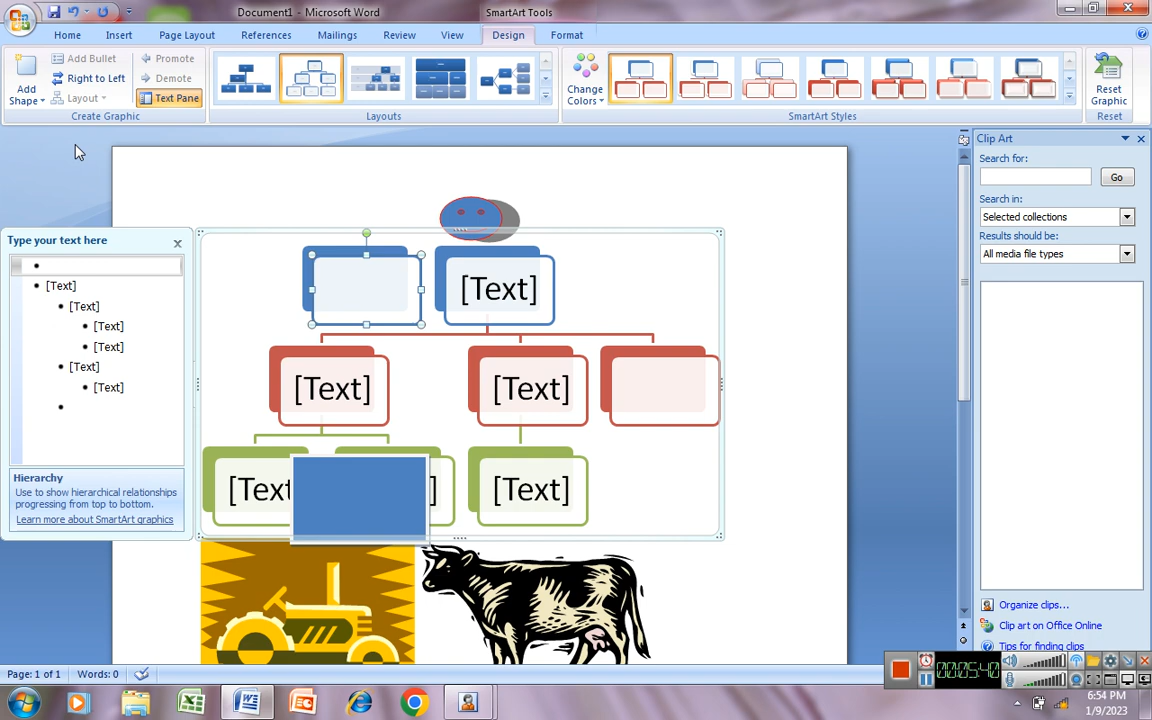 Document1 - Microsoft Word
SmartArt Tools
Home
Insert
Page Layout
References
Mailings
Review
View
Design
Format
Add Shape
Add Bullet
Right to Left
Layout
Promote
Demote
Text Pane
Create Graphic
Layouts
Change Colors
SmartArt Styles
Reset Graphic
Reset
Type your text here
[Text]
[Text]
[Text]
[Text]
[Text]
[Text]
Hierarchy
Use to show hierarchical relationships
progressing from top to bottom.
Learn more about SmartArt graphics
[Text]
[Text]
[Text]
[Text
]
[Text]
Clip Art
Search for:
Go
Search in:
Selected collections
Results should be:
All media file types
Organize clips...
Clip art on Office Online
Tips for finding clips
Page: 1 of 1
Words: 0
00:05:40
6:54 PM
1/9/2023